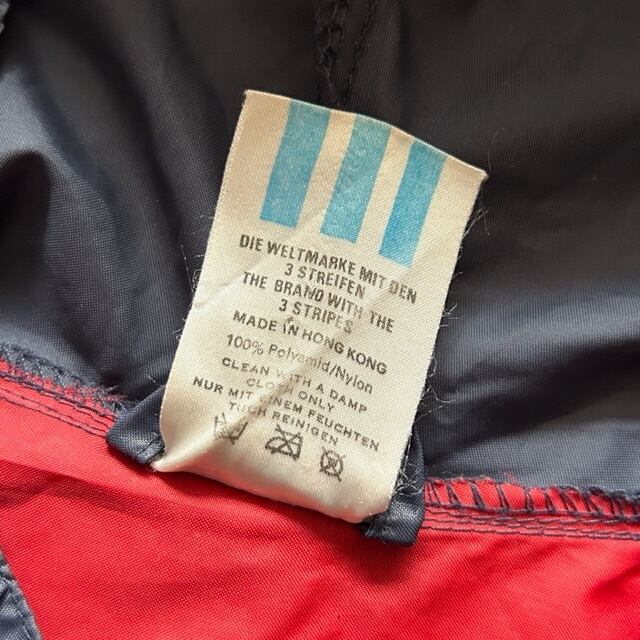 DIE WELTMARKE MIT DEN
3 STREIFEN
THE BRAND WITH THE
3 STRIPES
MADE IN HONG KONG
100% Polyamid/Nylon
CLEAN WITH A DAMP
CLOTH ONLY
NUR MIT EINEM FEUCHTEN
TUCH REINIGEN